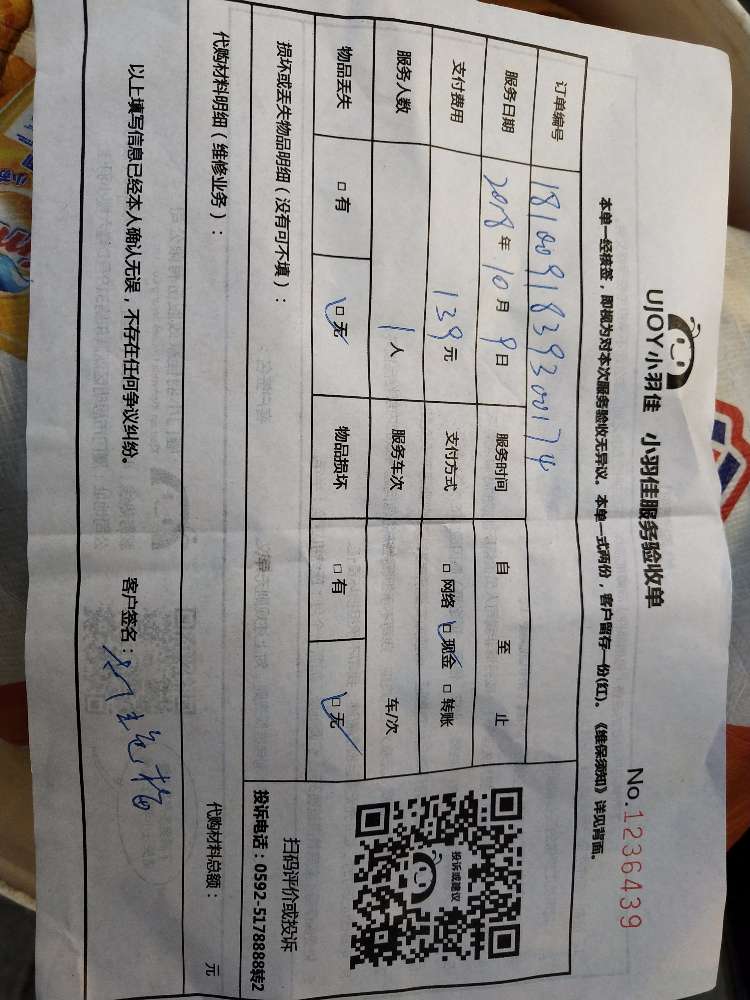 UJOY小羽佳 小羽佳服务验收单
No.1236439
本单一经核签，即视为对本次服务验收无异议。本单一式两份，客户留存一份(红)。《维保须知》详见背面。
订单编号 1810091839300174
服务日期 2018年10月9日 服务时间 自 至 止
支付费用 139元 支付方式 □网络 ☑现金 □转账
服务人数 1人 服务车次 车/次
物品丢失 □有 ☑无 物品损坏 □有 ☑无
投诉或建议
扫码评价或投诉
投诉电话：0592-5178888转2
损坏或丢失物品明细（没有可不填）：
代购材料明细（维修业务）：
代购材料总额： 元
以上填写信息已经本人确认无误，不存在任何争议纠纷。 客户签名：